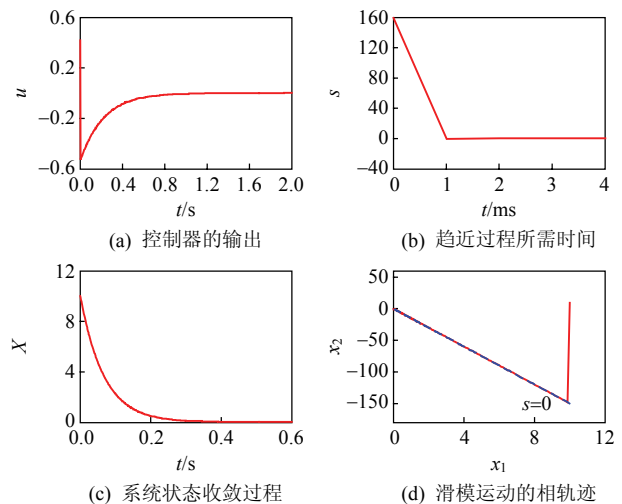 0.6
0.2
−0.2
−0.6
u
0.0 0.4 0.8 1.2 1.6 2.0
t/s
(a) 控制器的输出
160
120
80
40
0
−40
s
0 1 2 3 4
t/ms
(b) 趋近过程所需时间
12
8
4
0
X
0 0.2 0.4 0.6
t/s
(c) 系统状态收敛过程
50
0
−50
−100
−150
x2
s=0
0 4 8 12
x1
(d) 滑模运动的相轨迹